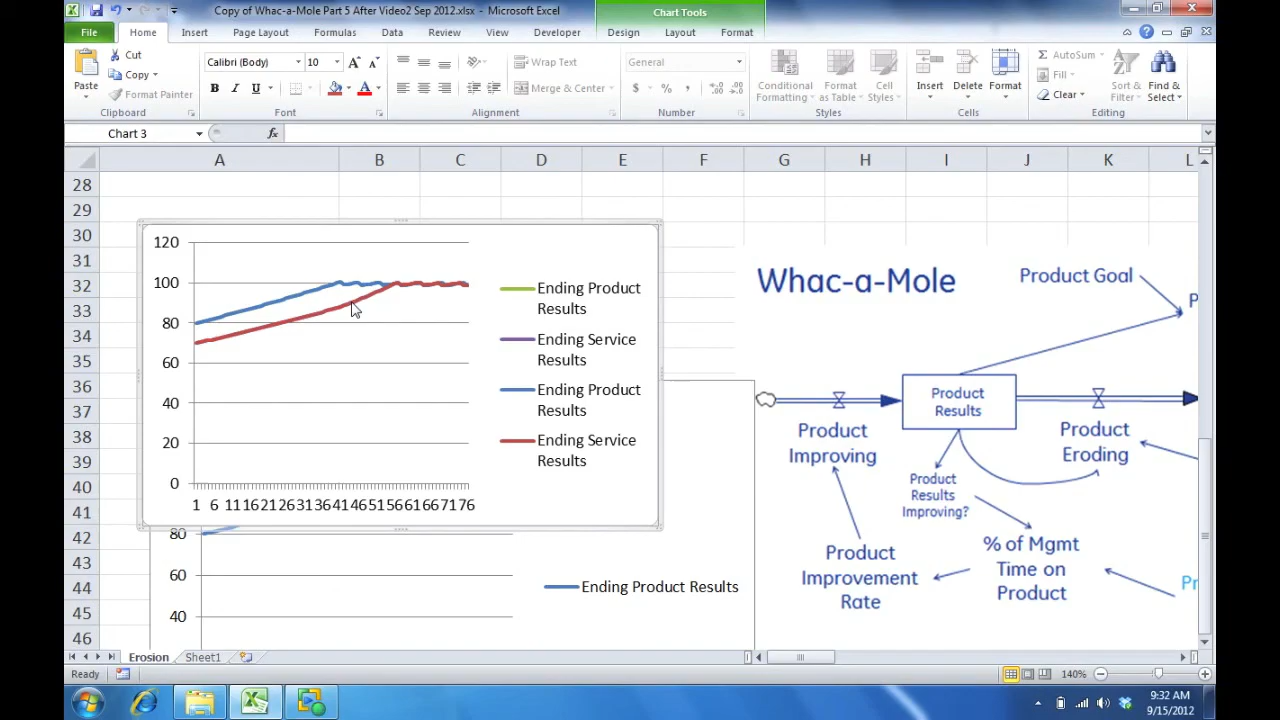 Copy of Whac-a-Mole Part 5 After Video2 Sep 2012.xlsx - Microsoft Excel
Chart Tools
File Home Insert Page Layout Formulas Data Review View Developer Design Layout Format
Paste
Cut
Copy
Format Painter
Clipboard
Calibri (Body) 10
B I U
Font
Wrap Text
Merge & Center
Alignment
General
$ % ,
Number
Conditional Formatting
Format as Table
Cell Styles
Styles
Insert
Delete
Format
Cells
AutoSum
Fill
Clear
Sort & Filter
Find & Select
Editing
Chart 3
fx
A B C D E F G H I J K L
28
29
30
31
32
33
34
35
36
37
38
39
40
41
42
43
44
45
46
120
100
80
60
40
20
0
1 6 11 16 21 26 31 36 41 46 51 56 61 66 71 76
Ending Product
Results
Ending Service
Results
Ending Product
Results
Ending Service
Results
80
60
40
Ending Product Results
Whac-a-Mole
Product Goal
P
Product
Results
Product
Improving
Product
Eroding
Product
Results
Improving?
% of Mgmt
Time on
Product
Product
Improvement
Rate
Pr
Erosion Sheet1
Ready
140%
9:32 AM
9/15/2012